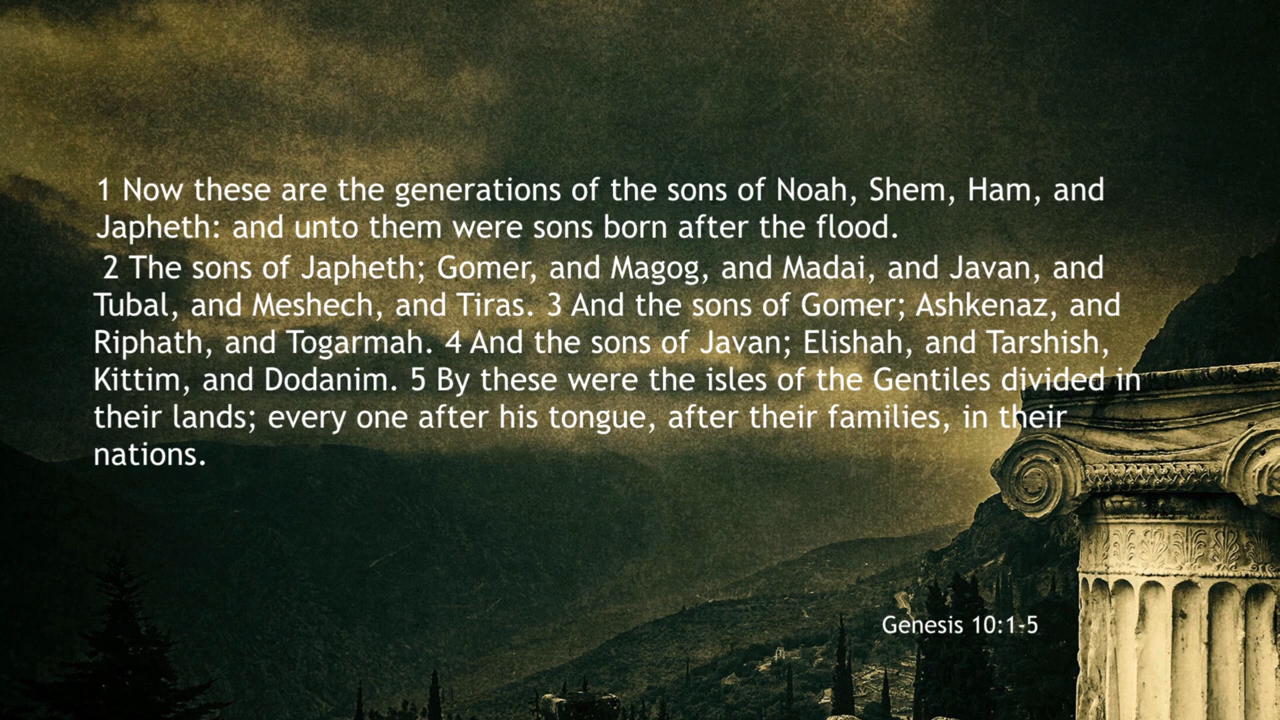 1 Now these are the generations of the sons of Noah, Shem, Ham, and
Japheth: and unto them were sons born after the flood.
2 The sons of Japheth; Gomer, and Magog, and Madai, and Javan, and
Tubal, and Meshech, and Tiras. 3 And the sons of Gomer; Ashkenaz, and
Riphath, and Togarmah. 4 And the sons of Javan; Elishah, and Tarshish,
Kittim, and Dodanim. 5 By these were the isles of the Gentiles divided in
their lands; every one after his tongue, after their families, in their
nations.
Genesis 10:1-5